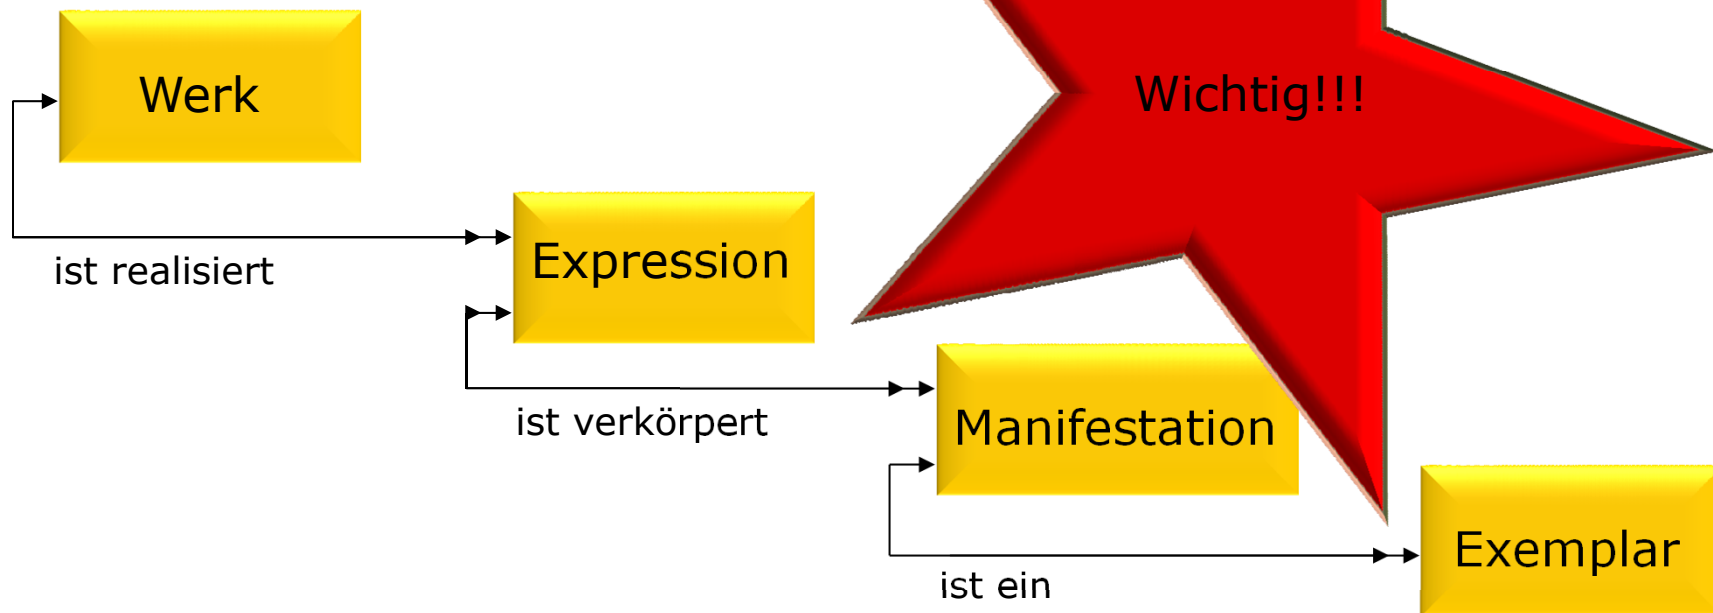 Werk
Wichtig!!!
ist realisiert
Expression
ist verkörpert
Manifestation
ist ein
Exemplar